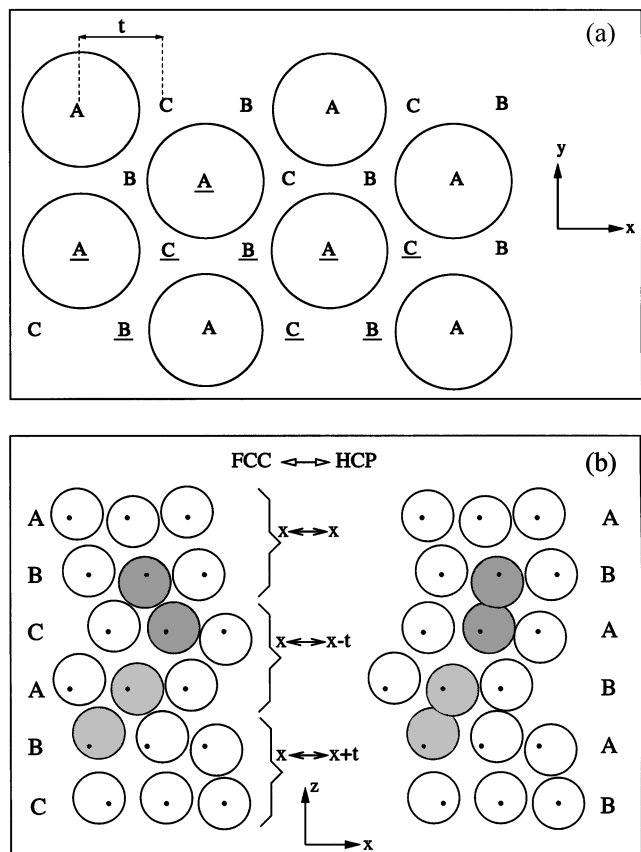 (a)
t
A C B A C B
B A C B A
y
x
A C B A C B
C B A C B A
(b)
FCC HCP
A x x A
B B
C x x-t A
A B
B x x+t A
C z B
x